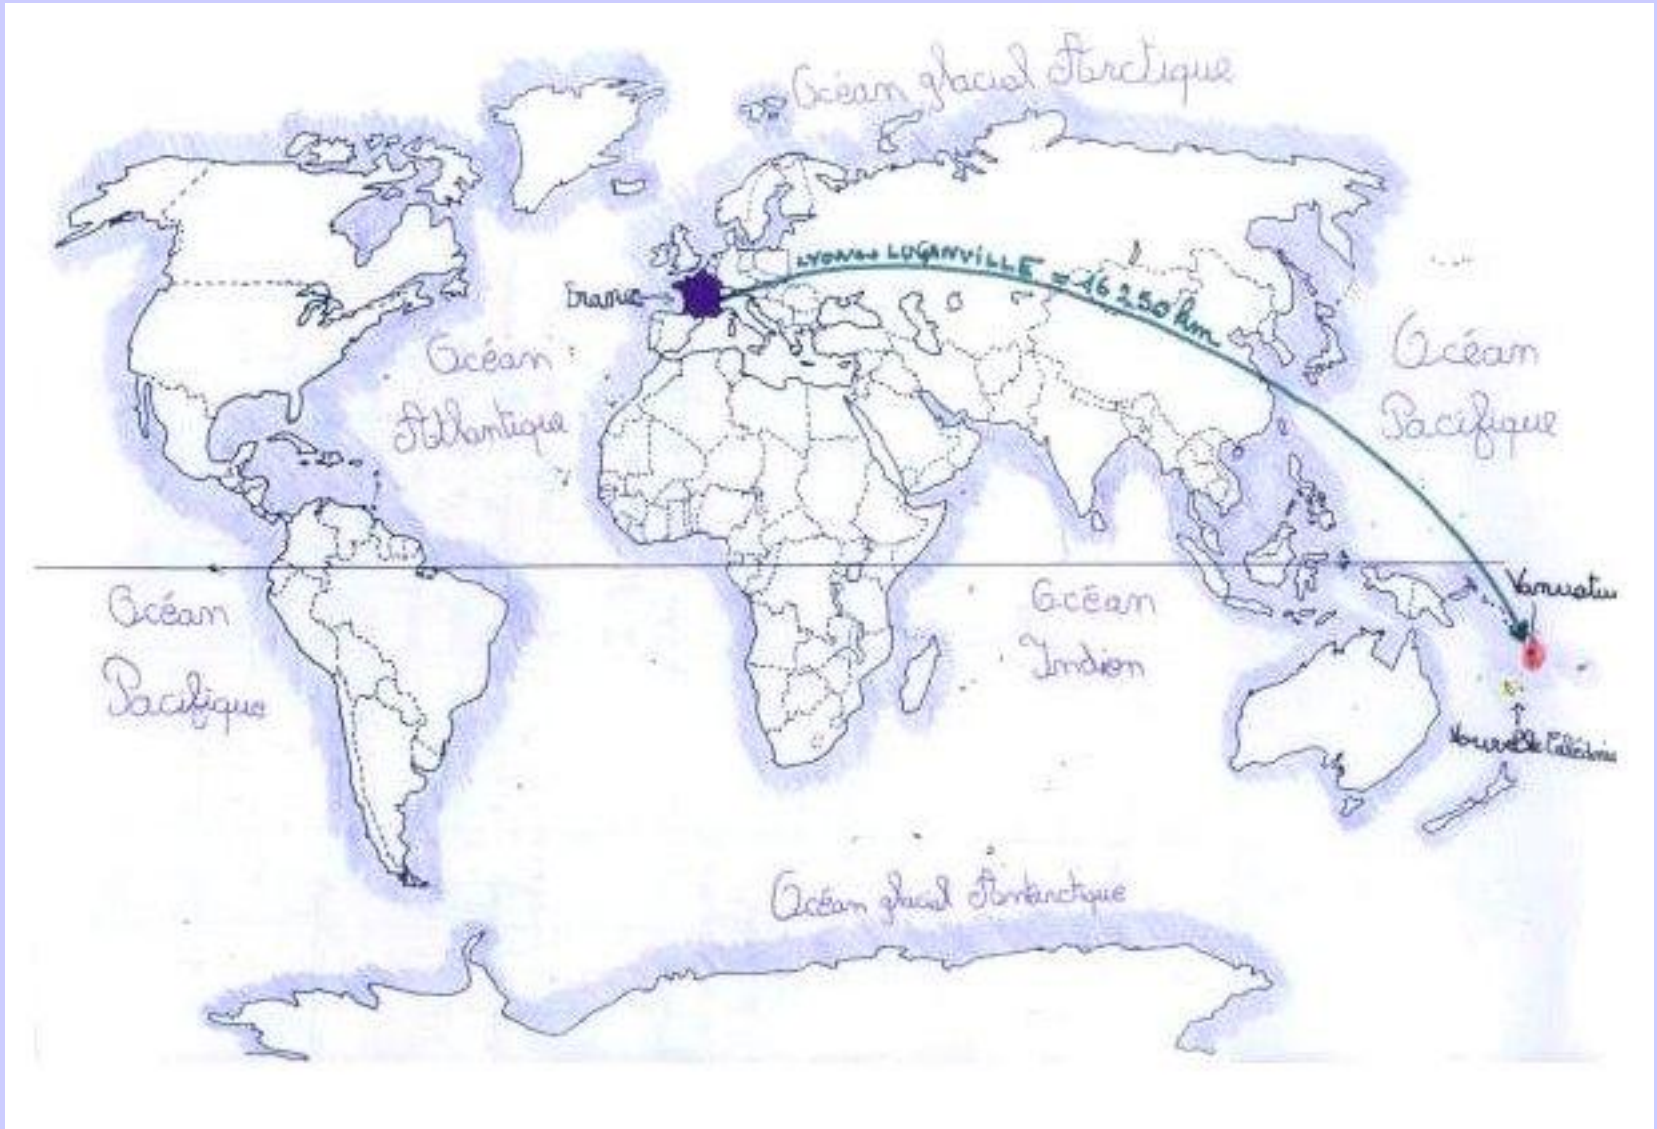 Océan glacial Arctique
LYON LUGANVILLE = 16 250 km
France
Océan
Atlantique
Océan
Pacifique
Océan
Pacifique
Océan
Indien
Vanuatu
Nouvelle Calédonie
Océan glacial Antarctique